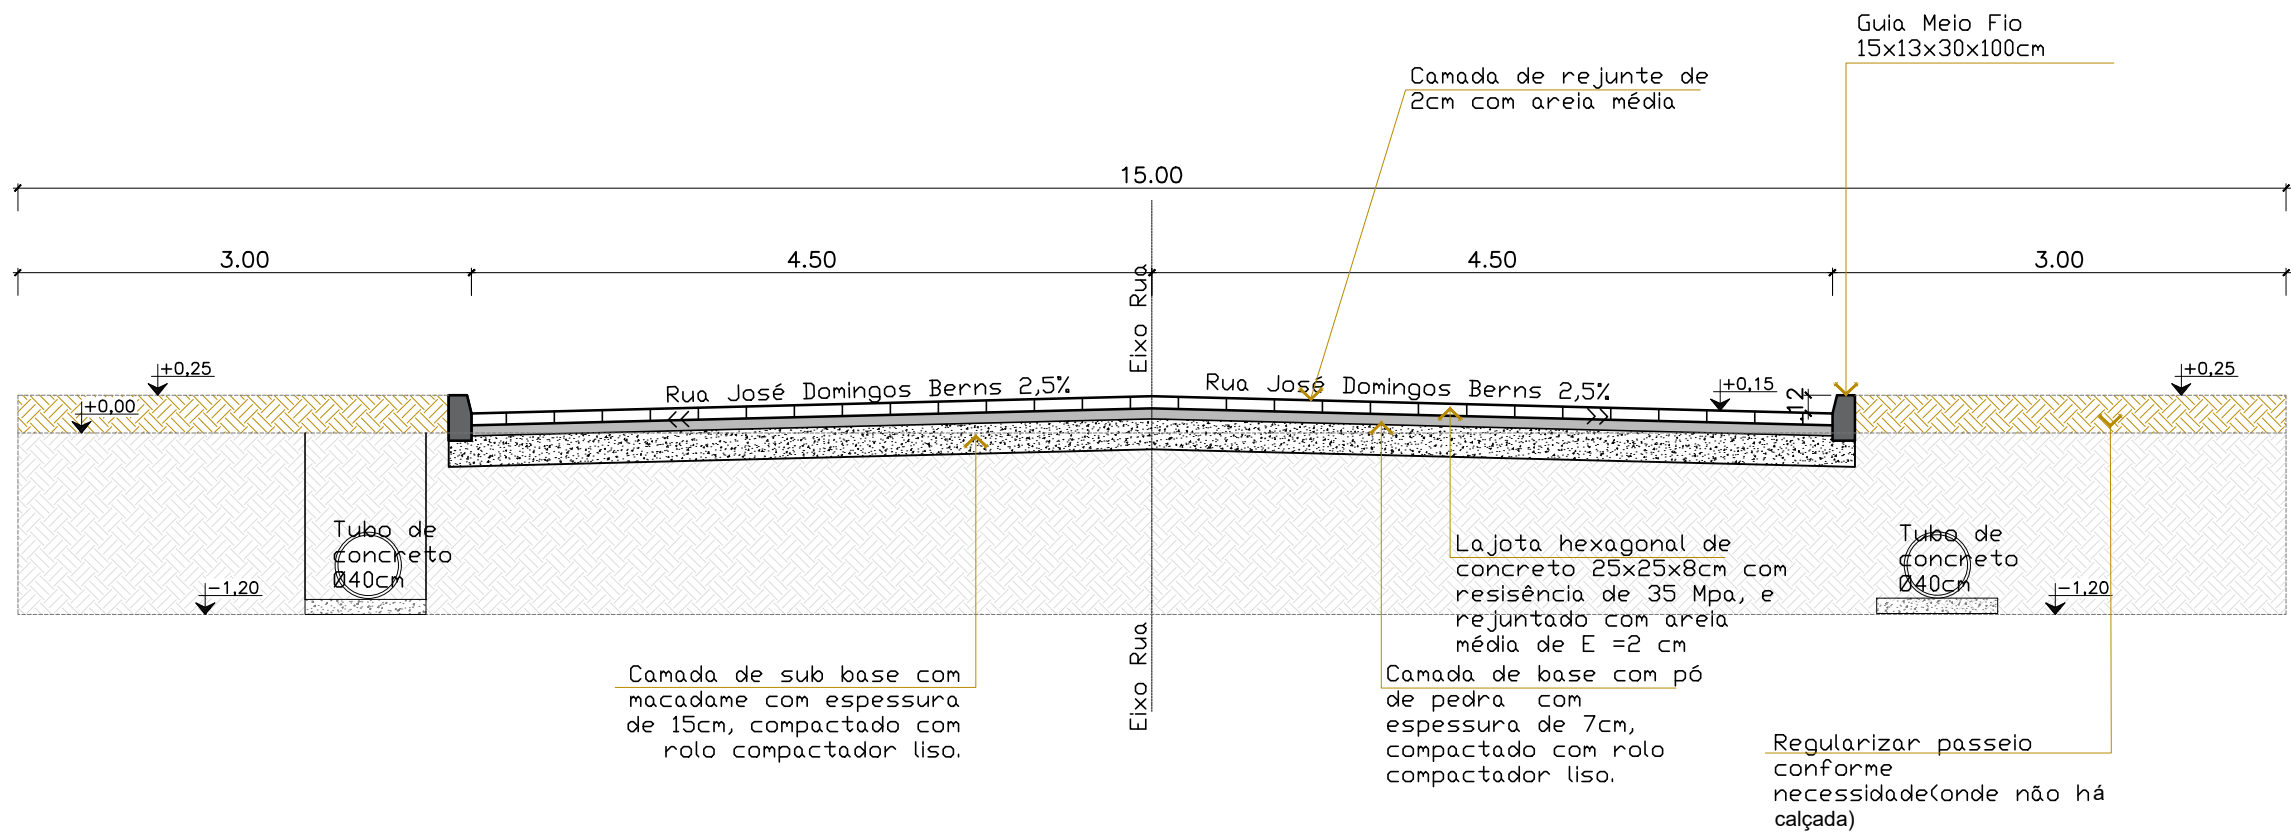 Guia Meio Fio
15x13x30x100cm
Camada de rejunte de
2cm com areia média
15.00
3.00
4.50
4.50
3.00
Eixo Rua
+0,25
+0,00
Rua José Domingos Berns 2,5%
Rua José Domingos Berns 2,5%
+0,15
.12
+0,25
Tubo de
concreto
Ø40cm
-1,20
Tubo de
concreto
Ø40cm
-1,20
Lajota hexagonal de
concreto 25x25x8cm com
resisência de 35 Mpa, e
rejuntado com areia
média de E =2 cm
Eixo Rua
Camada de sub base com
macadame com espessura
de 15cm, compactado com
rolo compactador liso.
Camada de base com pó
de pedra com
espessura de 7cm,
compactado com rolo
compactador liso.
Regularizar passeio
conforme
necessidade(onde não há
calçada)